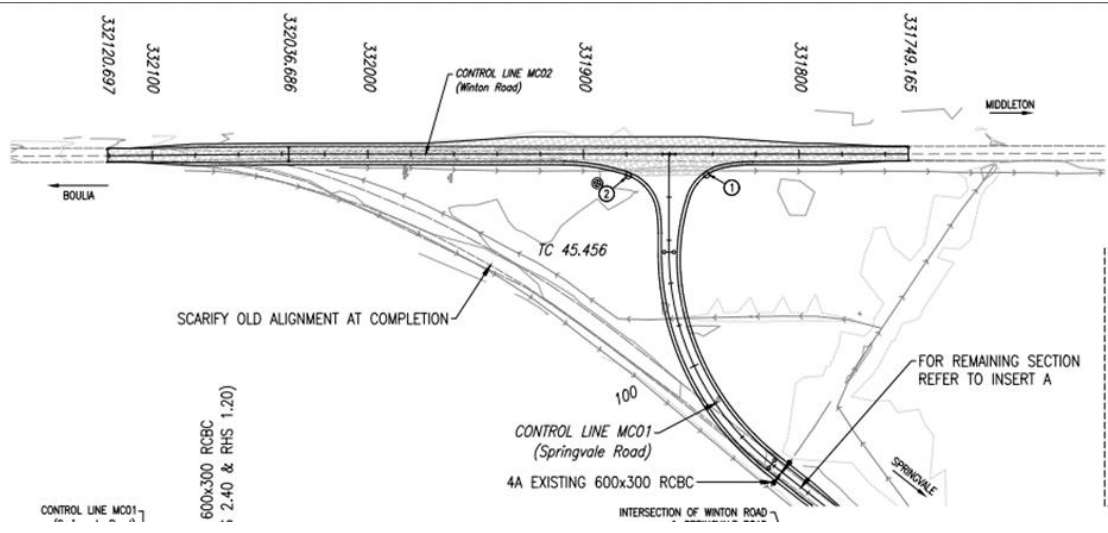 332120.697
332100
332036.686
332000
331900
331800
331749.165
CONTROL LINE MC02
(Winton Road)
MIDDLETON
BOULIA
2
1
TC 45.456
SCARIFY OLD ALIGNMENT AT COMPLETION
FOR REMAINING SECTION
REFER TO INSERT A
100
CONTROL LINE MC01
(Springvale Road)
4A EXISTING 600x300 RCBC
SPRINGVALE
600x300 RCBC
2.40 & RHS 1.20)
CONTROL LINE MC01
INTERSECTION OF WINTON ROAD